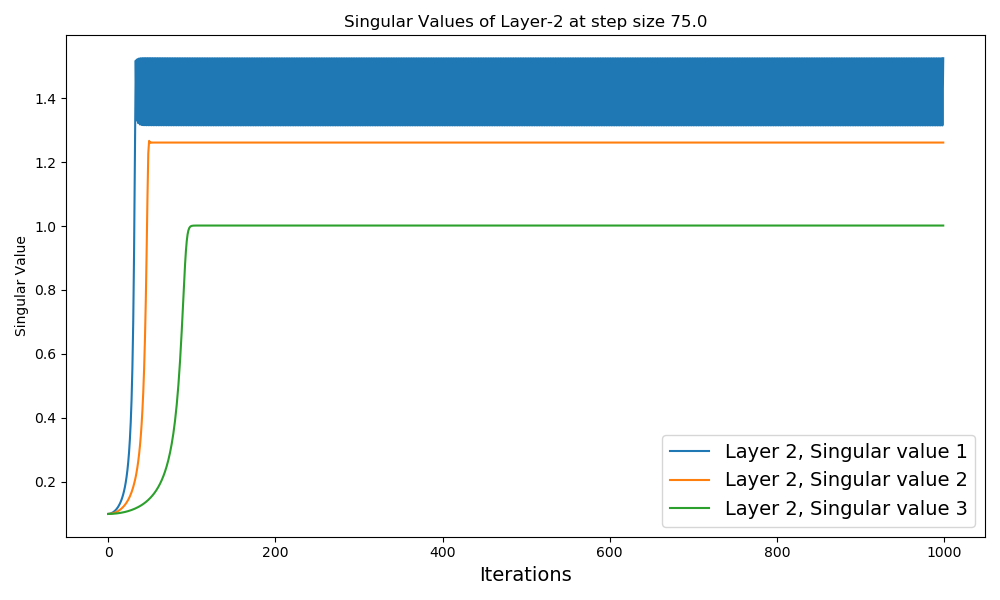 Singular Values of Layer-2 at step size 75.0
Singular Value
1.4
1.2
1.0
0.8
0.6
0.4
0.2
0
200
400
600
800
1000
Iterations
Layer 2, Singular value 1
Layer 2, Singular value 2
Layer 2, Singular value 3